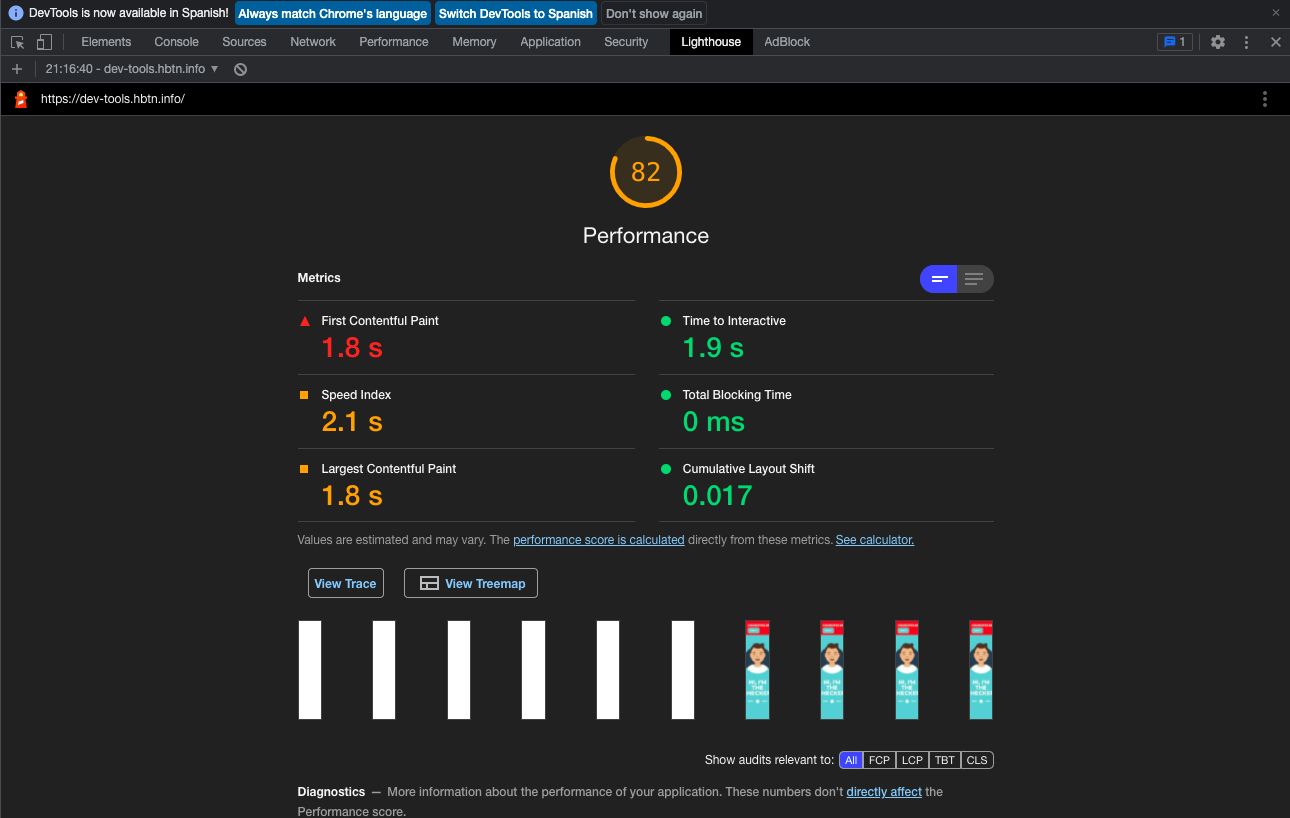 DevTools is now available in Spanish! Always match Chrome's language Switch DevTools to Spanish Don't show again
Elements Console Sources Network Performance Memory Application Security Lighthouse AdBlock 1
21:16:40 - dev-tools.hbtn.info
https://dev-tools.hbtn.info/
82
Performance
Metrics
First Contentful Paint
1.8 s
Time to Interactive
1.9 s
Speed Index
2.1 s
Total Blocking Time
0 ms
Largest Contentful Paint
1.8 s
Cumulative Layout Shift
0.017
Values are estimated and may vary. The performance score is calculated directly from these metrics. See calculator.
View Trace View Treemap
HI, I'M HI, I'M HI, I'M HI, I'M
THE THE THE THE
Show audits relevant to: All FCP LCP TBT CLS
Diagnostics — More information about the performance of your application. These numbers don't directly affect the
Performance score.